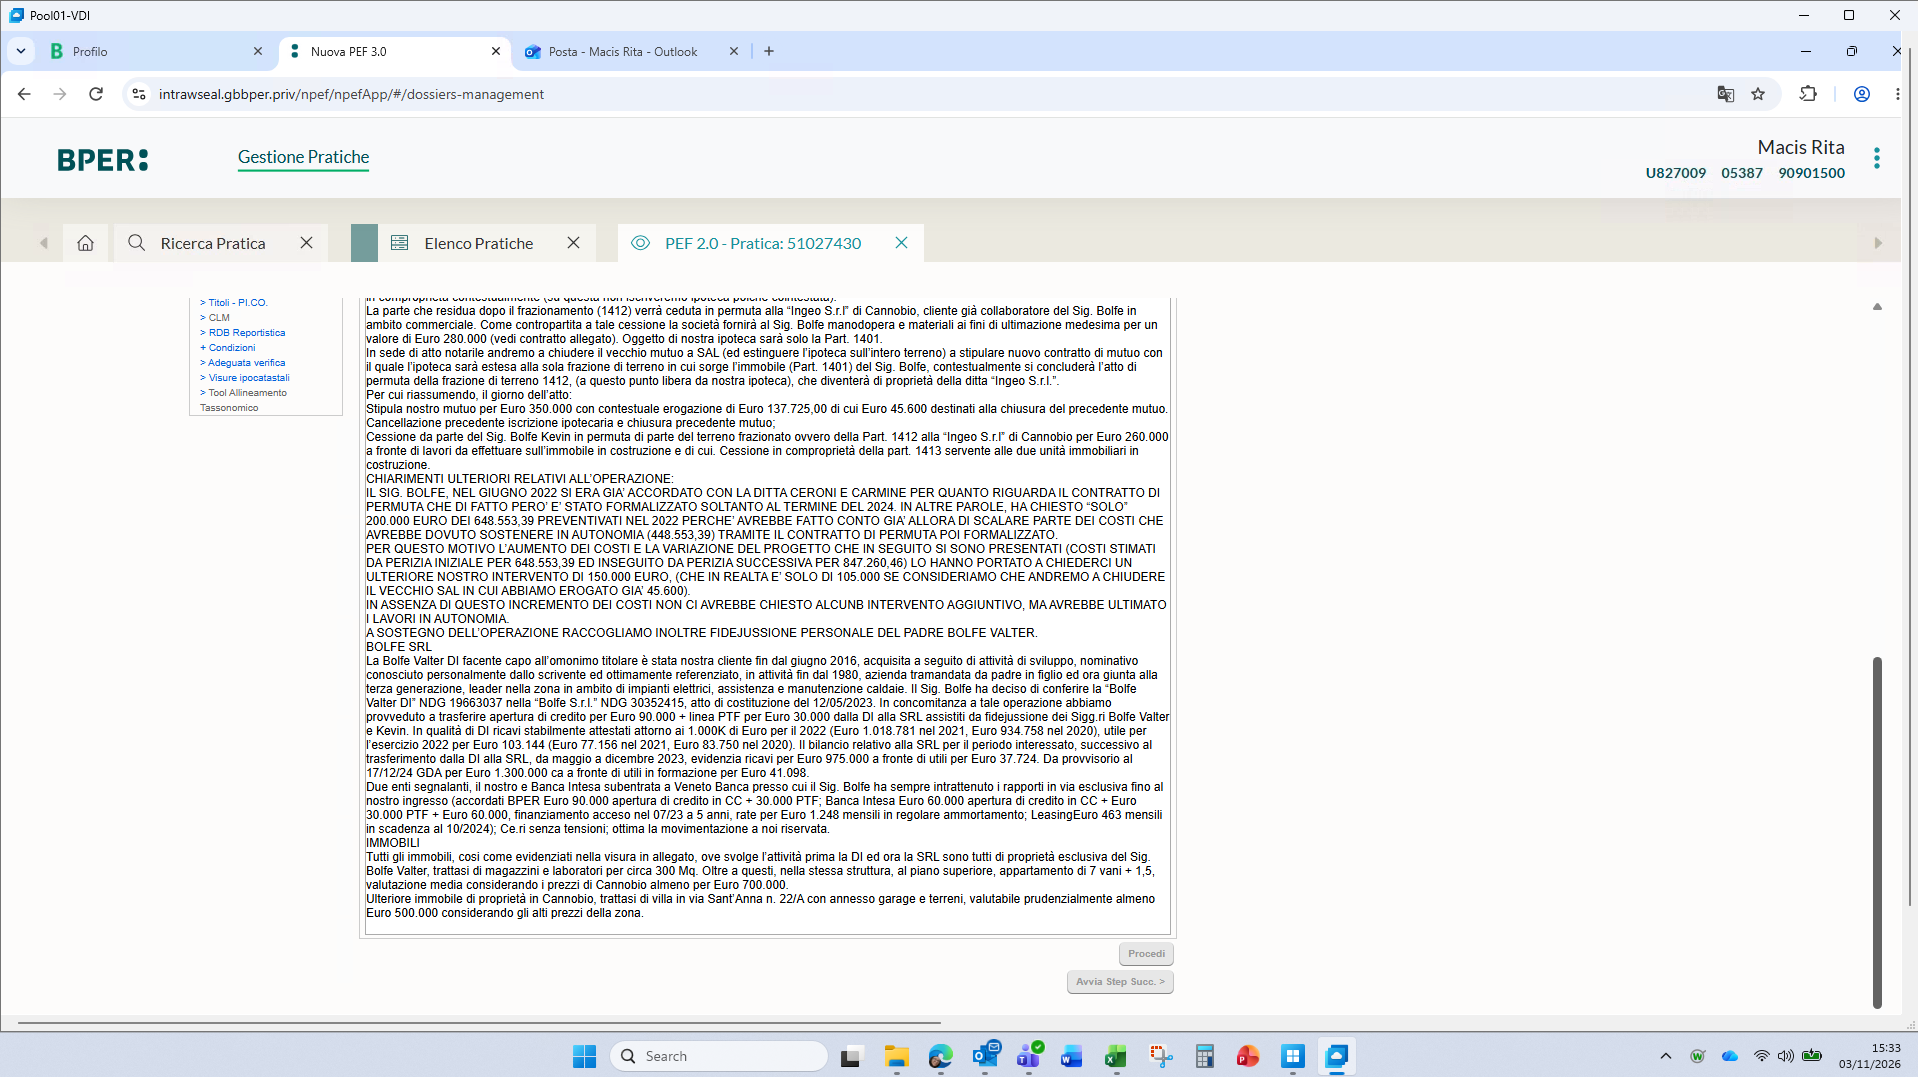 Pool01-VDI
Profilo
Nuova PEF 3.0
Posta - Macis Rita - Outlook
intrawseal.gbbper.priv/npef/npefApp/#/dossiers-management
BPER:
Gestione Pratiche
Macis Rita
U827009 05387 90901500
Ricerca Pratica
Elenco Pratiche
PEF 2.0 - Pratica: 51027430
> Titoli - PI.CO.
> CLM
> RDB Reportistica
+ Condizioni
> Adeguata verifica
> Visure ipocatastali
> Tool Allineamento
Tassonomico
in comproprietà contestualmente (su questa non iscriveremo ipoteca poiché cointestata).
La parte che residua dopo il frazionamento (1412) verrà ceduta in permuta alla “Ingeo S.r.l” di Cannobio, cliente già collaboratore del Sig. Bolfe in
ambito commerciale. Come contropartita a tale cessione la società fornirà al Sig. Bolfe manodopera e materiali ai fini di ultimazione medesima per un
valore di Euro 280.000 (vedi contratto allegato). Oggetto di nostra ipoteca sarà solo la Part. 1401.
In sede di atto notarile andremo a chiudere il vecchio mutuo a SAL (ed estinguere l’ipoteca sull’intero terreno) a stipulare nuovo contratto di mutuo con
il quale l’ipoteca sarà estesa alla sola frazione di terreno in cui sorge l’immobile (Part. 1401) del Sig. Bolfe, contestualmente si concluderà l’atto di
permuta della frazione di terreno 1412, (a questo punto libera da nostra ipoteca), che diventerà di proprietà della ditta “Ingeo S.r.l.”.
Per cui riassumendo, il giorno dell’atto:
Stipula nostro mutuo per Euro 350.000 con contestuale erogazione di Euro 137.725,00 di cui Euro 45.600 destinati alla chiusura del precedente mutuo.
Cancellazione precedente iscrizione ipotecaria e chiusura precedente mutuo;
Cessione da parte del Sig. Bolfe Kevin in permuta di parte del terreno frazionato ovvero della Part. 1412 alla “Ingeo S.r.l” di Cannobio per Euro 260.000
a fronte di lavori da effettuare sull’immobile in costruzione e di cui. Cessione in comproprietà della part. 1413 servente alle due unità immobiliari in
costruzione.
CHIARIMENTI ULTERIORI RELATIVI ALL’OPERAZIONE:
IL SIG. BOLFE, NEL GIUGNO 2022 SI ERA GIA’ ACCORDATO CON LA DITTA CERONI E CARMINE PER QUANTO RIGUARDA IL CONTRATTO DI
PERMUTA CHE DI FATTO PERO’ E’ STATO FORMALIZZATO SOLTANTO AL TERMINE DEL 2024. IN ALTRE PAROLE, HA CHIESTO “SOLO”
200.000 EURO DEI 648.553,39 PREVENTIVATI NEL 2022 PERCHE’ AVREBBE FATTO CONTO GIA’ ALLORA DI SCALARE PARTE DEI COSTI CHE
AVREBBE DOVUTO SOSTENERE IN AUTONOMIA (448.553,39) TRAMITE IL CONTRATTO DI PERMUTA POI FORMALIZZATO.
PER QUESTO MOTIVO L’AUMENTO DEI COSTI E LA VARIAZIONE DEL PROGETTO CHE IN SEGUITO SI SONO PRESENTATI (COSTI STIMATI
DA PERIZIA INIZIALE PER 648.553,39 ED INSEGUITO DA PERIZIA SUCCESSIVA PER 847.260,46) LO HANNO PORTATO A CHIEDERCI UN
ULTERIORE NOSTRO INTERVENTO DI 150.000 EURO, (CHE IN REALTA E’ SOLO DI 105.000 SE CONSIDERIAMO CHE ANDREMO A CHIUDERE
IL VECCHIO SAL IN CUI ABBIAMO EROGATO GIA’ 45.600).
IN ASSENZA DI QUESTO INCREMENTO DEI COSTI NON CI AVREBBE CHIESTO ALCUNB INTERVENTO AGGIUNTIVO, MA AVREBBE ULTIMATO
I LAVORI IN AUTONOMIA.
A SOSTEGNO DELL’OPERAZIONE RACCOGLIAMO INOLTRE FIDEJUSSIONE PERSONALE DEL PADRE BOLFE VALTER.
BOLFE SRL
La Bolfe Valter DI facente capo all’omonimo titolare è stata nostra cliente fin dal giugno 2016, acquisita a seguito di attività di sviluppo, nominativo
conosciuto personalmente dallo scrivente ed ottimamente referenziato, in attività fin dal 1980, azienda tramandata da padre in figlio ed ora giunta alla
terza generazione, leader nella zona in ambito di impianti elettrici, assistenza e manutenzione caldaie. Il Sig. Bolfe ha deciso di conferire la “Bolfe
Valter DI” NDG 19663037 nella “Bolfe S.r.l.” NDG 30352415, atto di costituzione del 12/05/2023. In concomitanza a tale operazione abbiamo
provveduto a trasferire apertura di credito per Euro 90.000 + linea PTF per Euro 30.000 dalla DI alla SRL assistiti da fidejussione dei Sigg.ri Bolfe Valter
e Kevin. In qualità di DI ricavi stabilmente attestati attorno ai 1.000K di Euro per il 2022 (Euro 1.018.781 nel 2021, Euro 934.758 nel 2020), utile per
l’esercizio 2022 per Euro 103.144 (Euro 77.156 nel 2021, Euro 83.750 nel 2020). Il bilancio relativo alla SRL per il periodo interessato, successivo al
trasferimento dalla DI alla SRL, da maggio a dicembre 2023, evidenzia ricavi per Euro 975.000 a fronte di utili per Euro 37.724. Da provvisorio al
17/12/24 GDA per Euro 1.300.000 ca a fronte di utili in formazione per Euro 41.098.
Due enti segnalanti, il nostro e Banca Intesa subentrata a Veneto Banca presso cui il Sig. Bolfe ha sempre intrattenuto i rapporti in via esclusiva fino al
nostro ingresso (accordati BPER Euro 90.000 apertura di credito in CC + 30.000 PTF; Banca Intesa Euro 60.000 apertura di credito in CC + Euro
30.000 PTF + Euro 60.000, finanziamento acceso nel 07/23 a 5 anni, rate per Euro 1.248 mensili in regolare ammortamento; LeasingEuro 463 mensili
in scadenza al 10/2024); Ce.ri senza tensioni; ottima la movimentazione a noi riservata.
IMMOBILI
Tutti gli immobili, cosi come evidenziati nella visura in allegato, ove svolge l’attività prima la DI ed ora la SRL sono tutti di proprietà esclusiva del Sig.
Bolfe Valter, trattasi di magazzini e laboratori per circa 300 Mq. Oltre a questi, nella stessa struttura, al piano superiore, appartamento di 7 vani + 1,5,
valutazione media considerando i prezzi di Cannobio almeno per Euro 700.000.
Ulteriore immobile di proprietà in Cannobio, trattasi di villa in via Sant’Anna n. 22/A con annesso garage e terreni, valutabile prudenzialmente almeno
Euro 500.000 considerando gli alti prezzi della zona.
Procedi
Avvia Step Succ. >
Search
15:33
03/11/2026